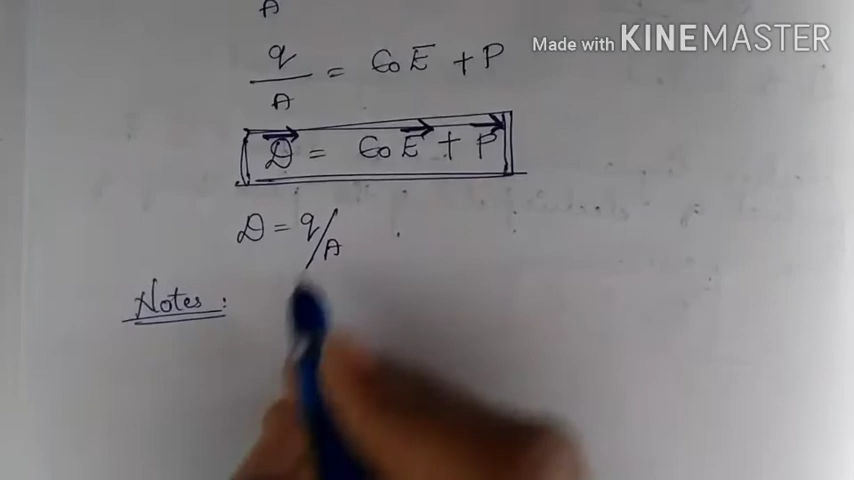 A
Made with KINEMASTER
q/A = ϵ₀E + P
D⃗ = ϵ₀E⃗ + P⃗
D = q/A
Notes :